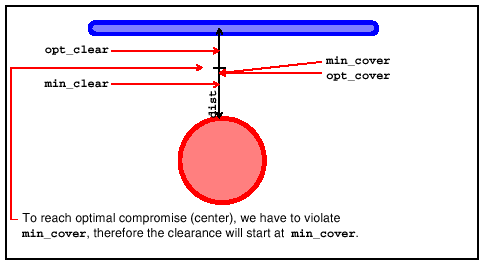 opt_clear
min_cover
opt_cover
min_clear
dist
To reach optimal compromise (center), we have to violate
min_cover, therefore the clearance will start at min_cover.